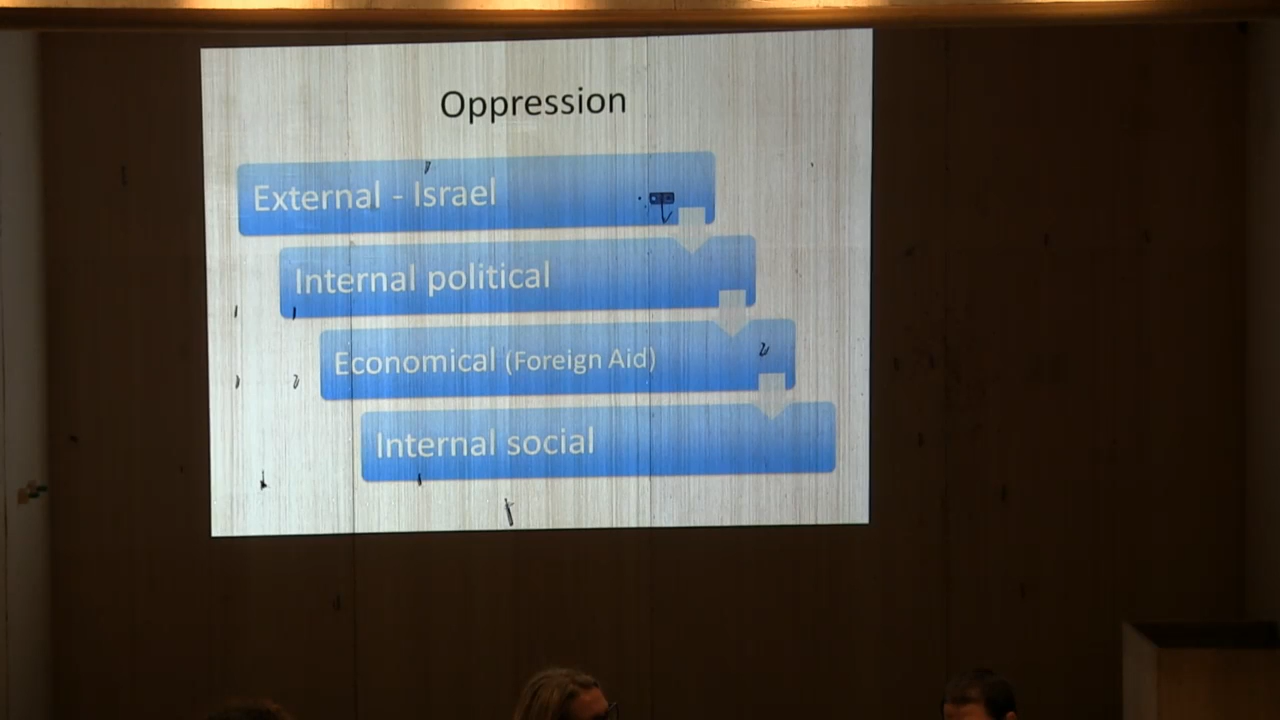 Oppression
External - Israel
Internal political
Economical (Foreign Aid)
Internal social